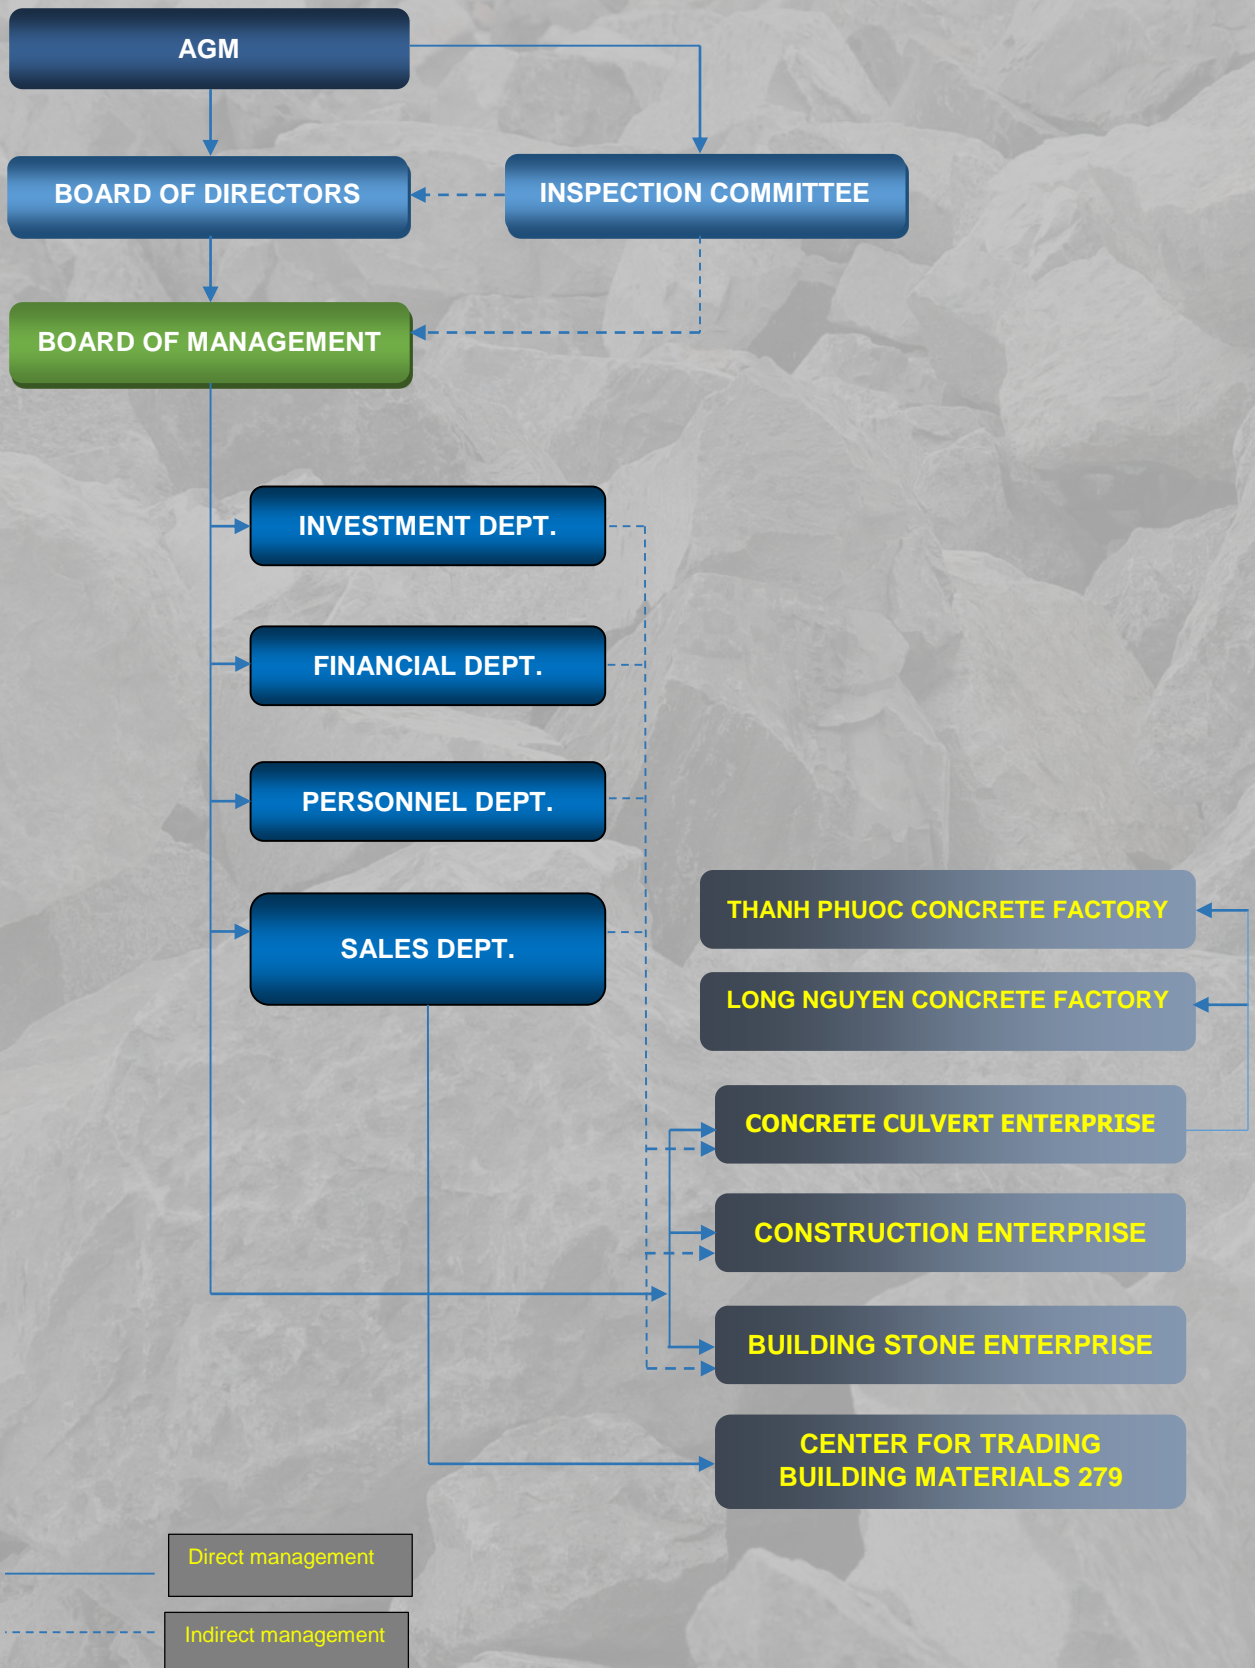 AGM
BOARD OF DIRECTORS
INSPECTION COMMITTEE
BOARD OF MANAGEMENT
INVESTMENT DEPT.
FINANCIAL DEPT.
PERSONNEL DEPT.
SALES DEPT.
THANH PHUOC CONCRETE FACTORY
LONG NGUYEN CONCRETE FACTORY
CONCRETE CULVERT ENTERPRISE
CONSTRUCTION ENTERPRISE
BUILDING STONE ENTERPRISE
CENTER FOR TRADING
BUILDING MATERIALS 279
Direct management
Indirect management